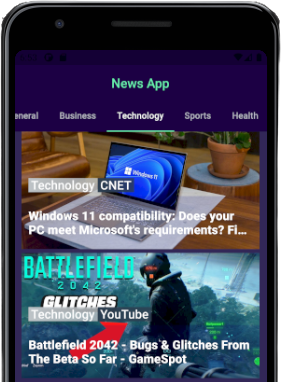 News App
eneral Business Technology Sports Health
Windows 11
Technology CNET
Windows 11 compatibility: Does your
PC meet Microsoft's requirements? Fi...
BATTLEFIELD
2042
GLITCHES
Technology YouTube
Battlefield 2042 - Bugs & Glitches From
The Beta So Far - GameSpot